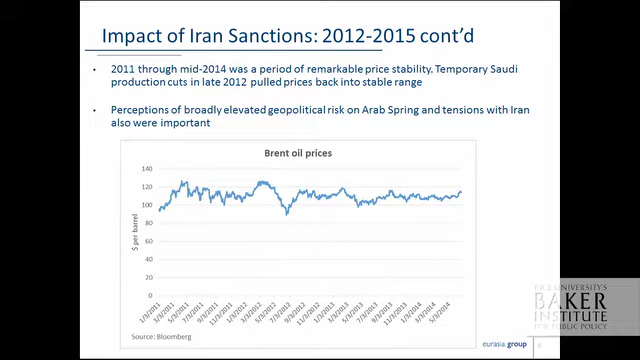 Impact of Iran Sanctions: 2012-2015 cont'd
• 2011 through mid-2014 was a period of remarkable price stability. Temporary Saudi
production cuts in late 2012 pulled prices back into stable range
• Perceptions of broadly elevated geopolitical risk on Arab Spring and tensions with Iran
also were important
Brent oil prices
$ per barrel
140
120
100
80
60
40
20
0
1/3/2011
3/3/2011
5/3/2011
7/3/2011
9/3/2011
11/3/2011
1/3/2012
3/3/2012
5/3/2012
7/3/2012
9/3/2012
11/3/2012
1/3/2013
3/3/2013
5/3/2013
7/3/2013
9/3/2013
11/3/2013
1/3/2014
3/3/2014
5/3/2014
Source: Bloomberg
eurasia group
RICE UNIVERSITY'S
BAKER
INSTITUTE
FOR PUBLIC POLICY